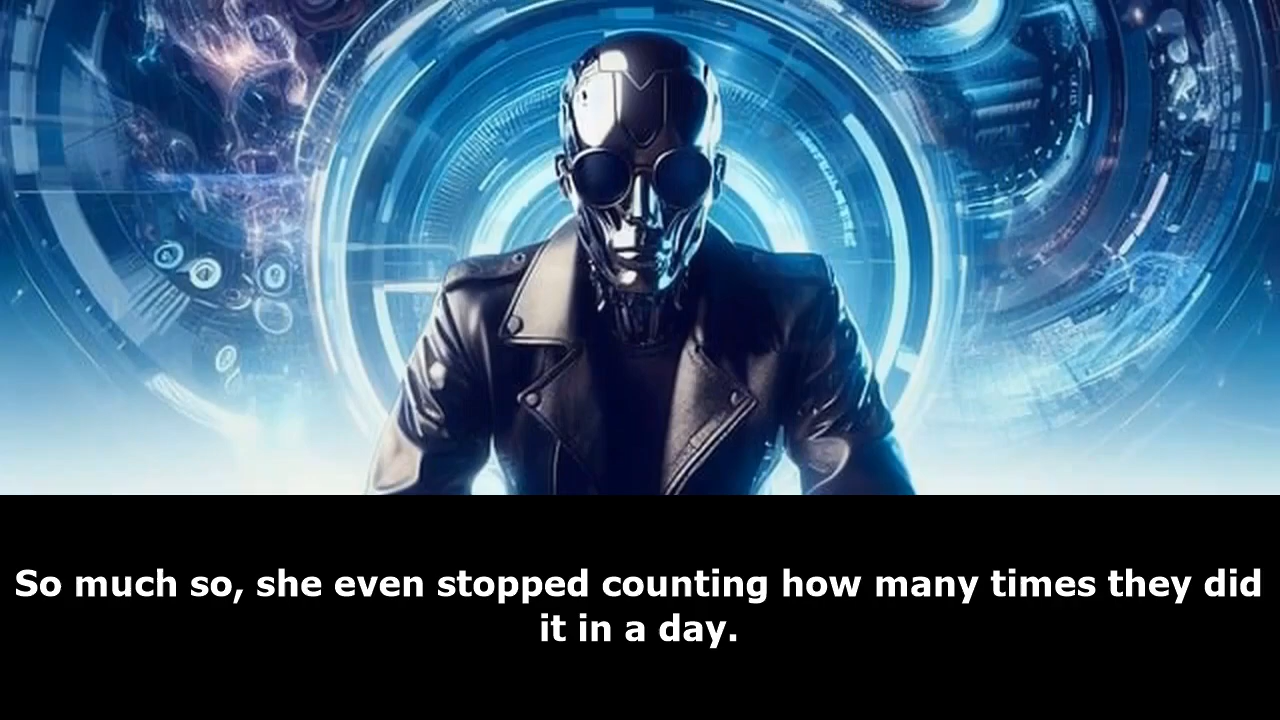 So much so, she even stopped counting how many times they did
it in a day.